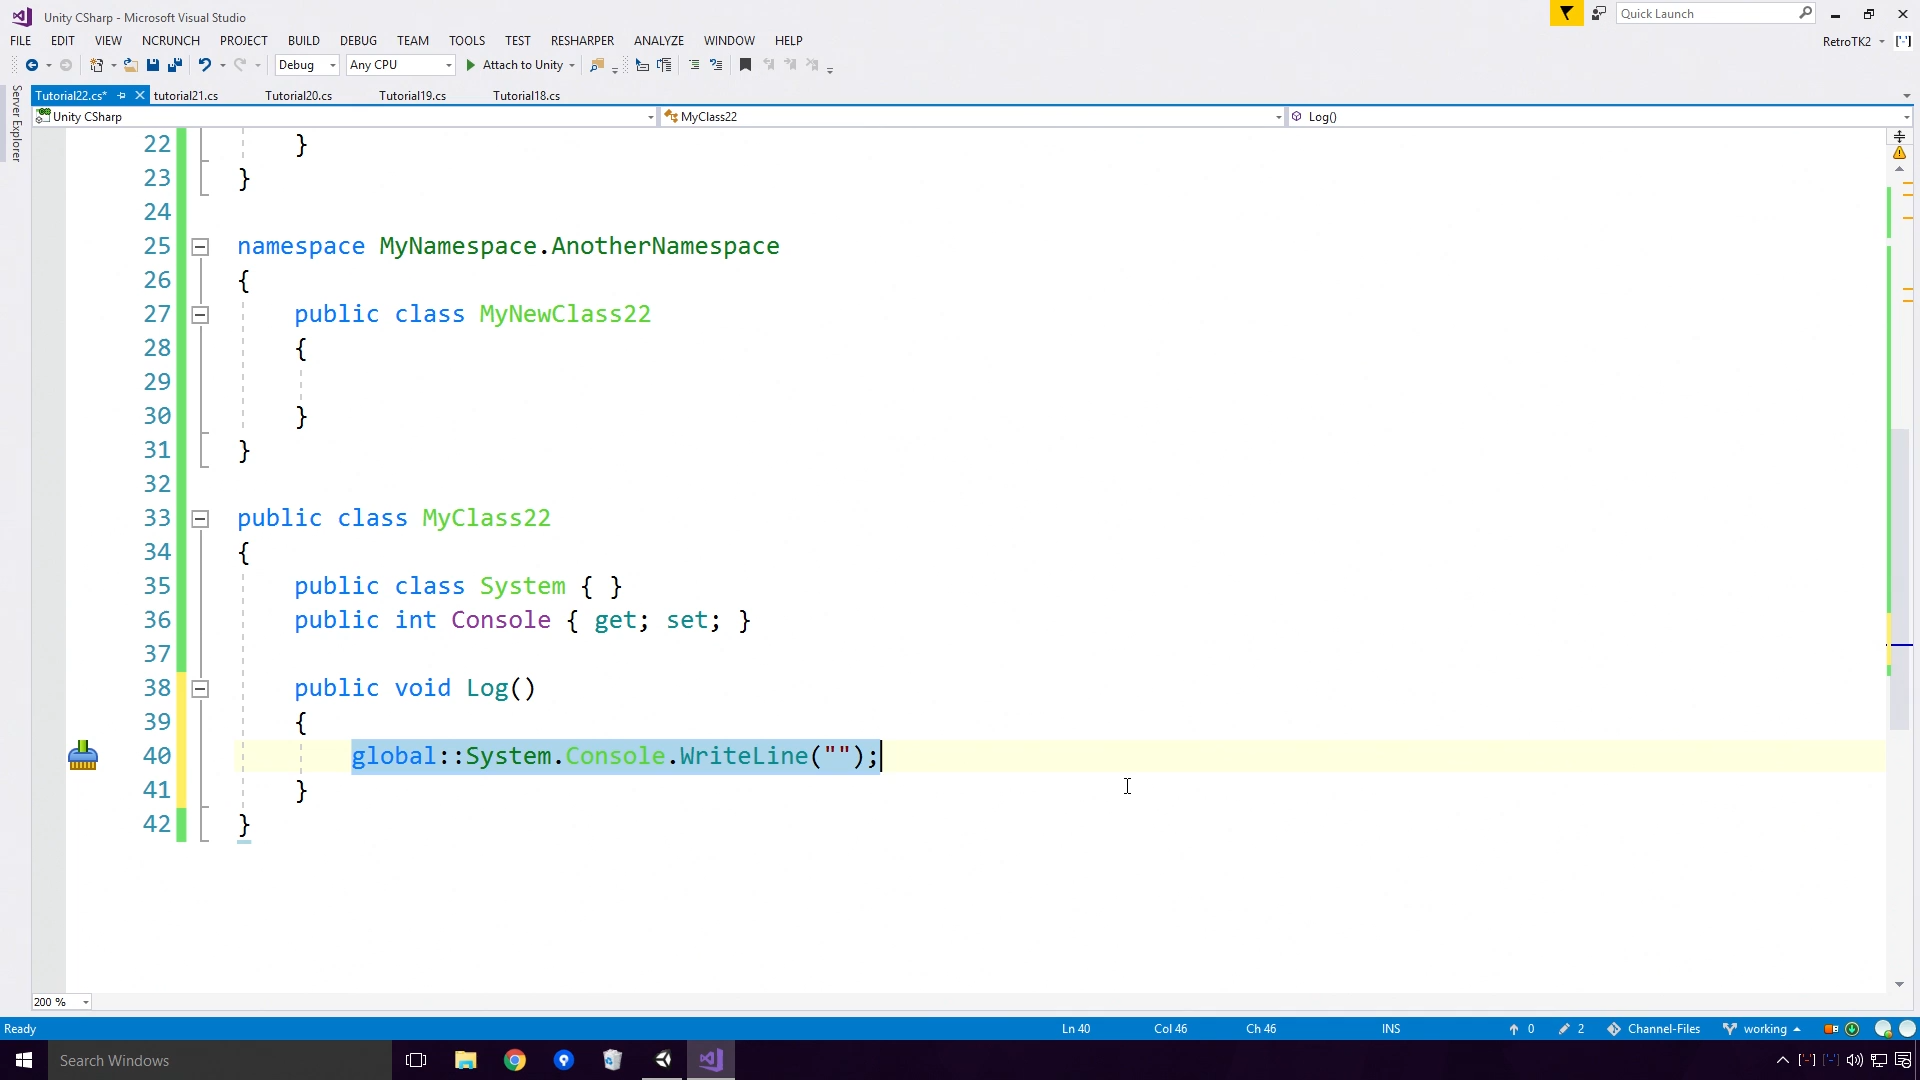 Unity CSharp - Microsoft Visual Studio
Quick Launch
FILE EDIT VIEW NCRUNCH PROJECT BUILD DEBUG TEAM TOOLS TEST RESHARPER ANALYZE WINDOW HELP
RetroTK2
Debug Any CPU Attach to Unity
Server Explorer
Tutorial22.cs* tutorial21.cs Tutorial20.cs Tutorial19.cs Tutorial18.cs
Unity CSharp MyClass22 Log()
22 }
23 }
24
25 namespace MyNamespace.AnotherNamespace
26 {
27 public class MyNewClass22
28 {
29
30 }
31 }
32
33 public class MyClass22
34 {
35 public class System { }
36 public int Console { get; set; }
37
38 public void Log()
39 {
40 global::System.Console.WriteLine("");
41 }
42 }
200 %
Ready Ln 40 Col 46 Ch 46 INS 0 2 Channel-Files working
Search Windows